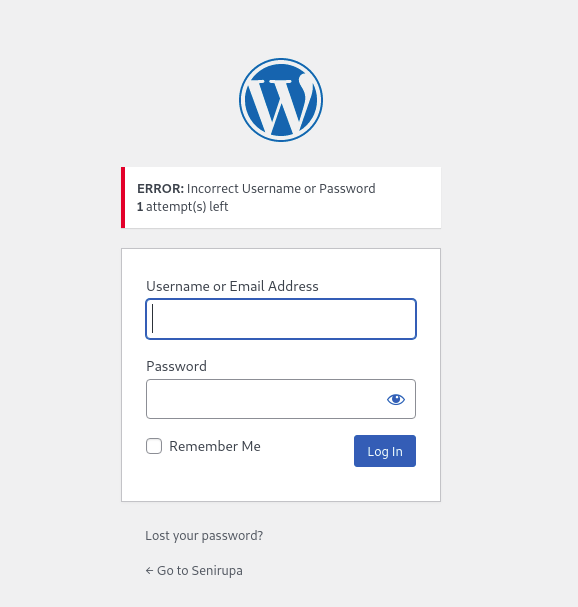 ERROR: Incorrect Username or Password
1 attempt(s) left
Username or Email Address
Password
Remember Me
Log In
Lost your password?
← Go to Senirupa